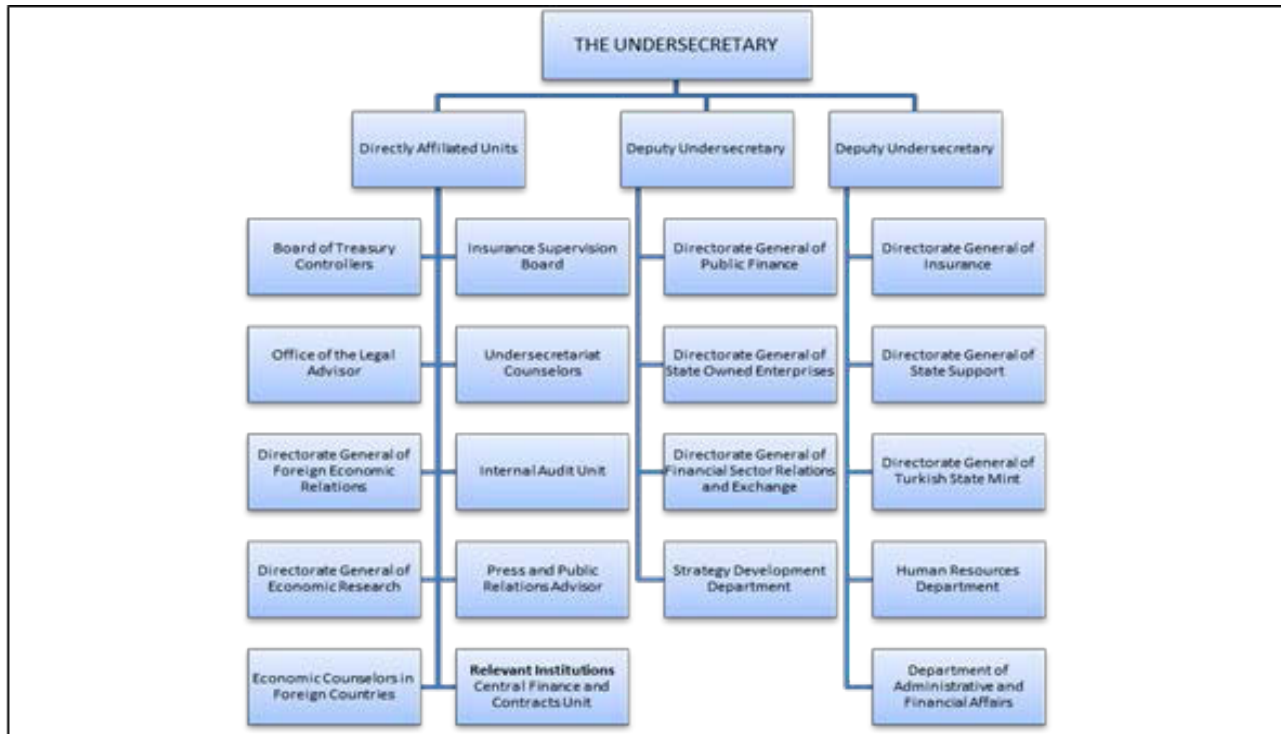 THE UNDERSECRETARY
Directly Affiliated Units
Deputy Undersecretary
Deputy Undersecretary
Board of Treasury
Controllers
Insurance Supervision
Board
Directorate General of
Public Finance
Directorate General of
Insurance
Office of the Legal
Advisor
Undersecretariat
Counselors
Directorate General of
State Owned Enterprises
Directorate General of
State Support
Directorate General of
Foreign Economic
Relations
Internal Audit Unit
Directorate General of
Financial Sector Relations
and Exchange
Directorate General of
Turkish State Mint
Directorate General of
Economic Research
Press and Public
Relations Advisor
Strategy Development
Department
Human Resources
Department
Economic Counselors in
Foreign Countries
Relevant Institutions
Central Finance and
Contracts Unit
Department of
Administrative and
Financial Affairs